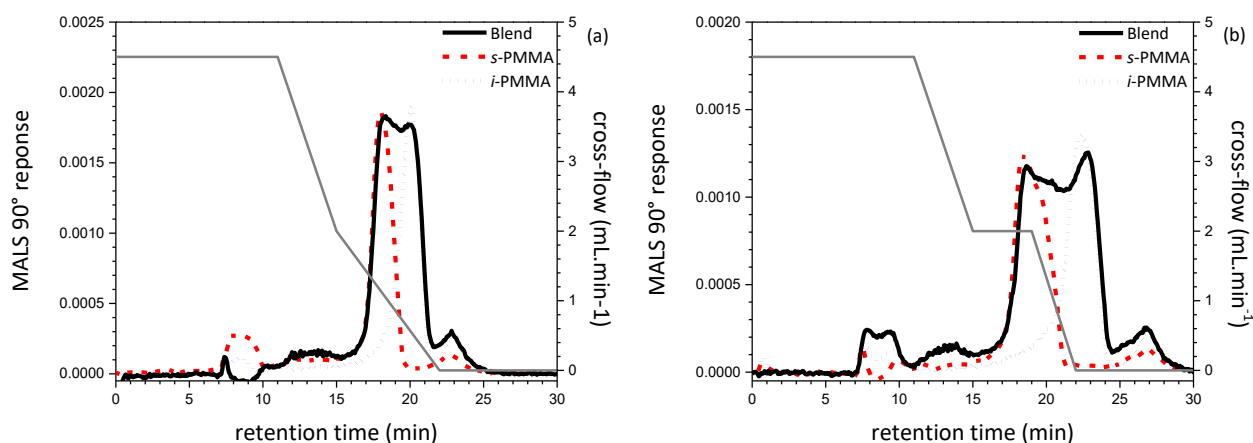 0.0025
0.0020
0.0015
0.0010
0.0005
0.0000
MALS 90° reponse
0 5 10 15 20 25 30
retention time (min)
5
4
3
2
1
0
cross-flow (mL.min-1)
(a)
Blend
s-PMMA
i-PMMA
0.0020
0.0015
0.0010
0.0005
0.0000
MALS 90° response
0 5 10 15 20 25 30
retention time (min)
5
4
3
2
1
0
cross-flow (mL.min⁻¹)
(b)
Blend
s-PMMA
i-PMMA